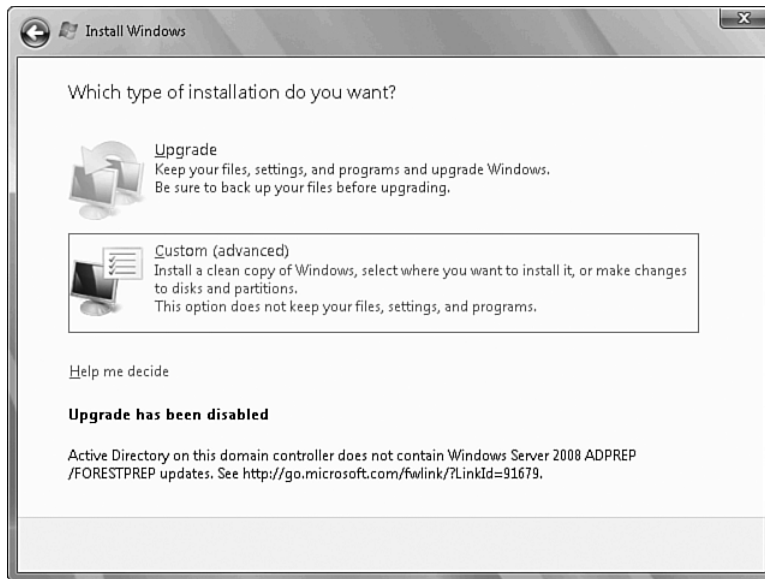 Install Windows
Which type of installation do you want?
Upgrade
Keep your files, settings, and programs and upgrade Windows.
Be sure to back up your files before upgrading.
Custom (advanced)
Install a clean copy of Windows, select where you want to install it, or make changes
to disks and partitions.
This option does not keep your files, settings, and programs.
Help me decide
Upgrade has been disabled
Active Directory on this domain controller does not contain Windows Server 2008 ADPREP
/FORESTPREP updates. See http://go.microsoft.com/fwlink/?LinkId=91679.